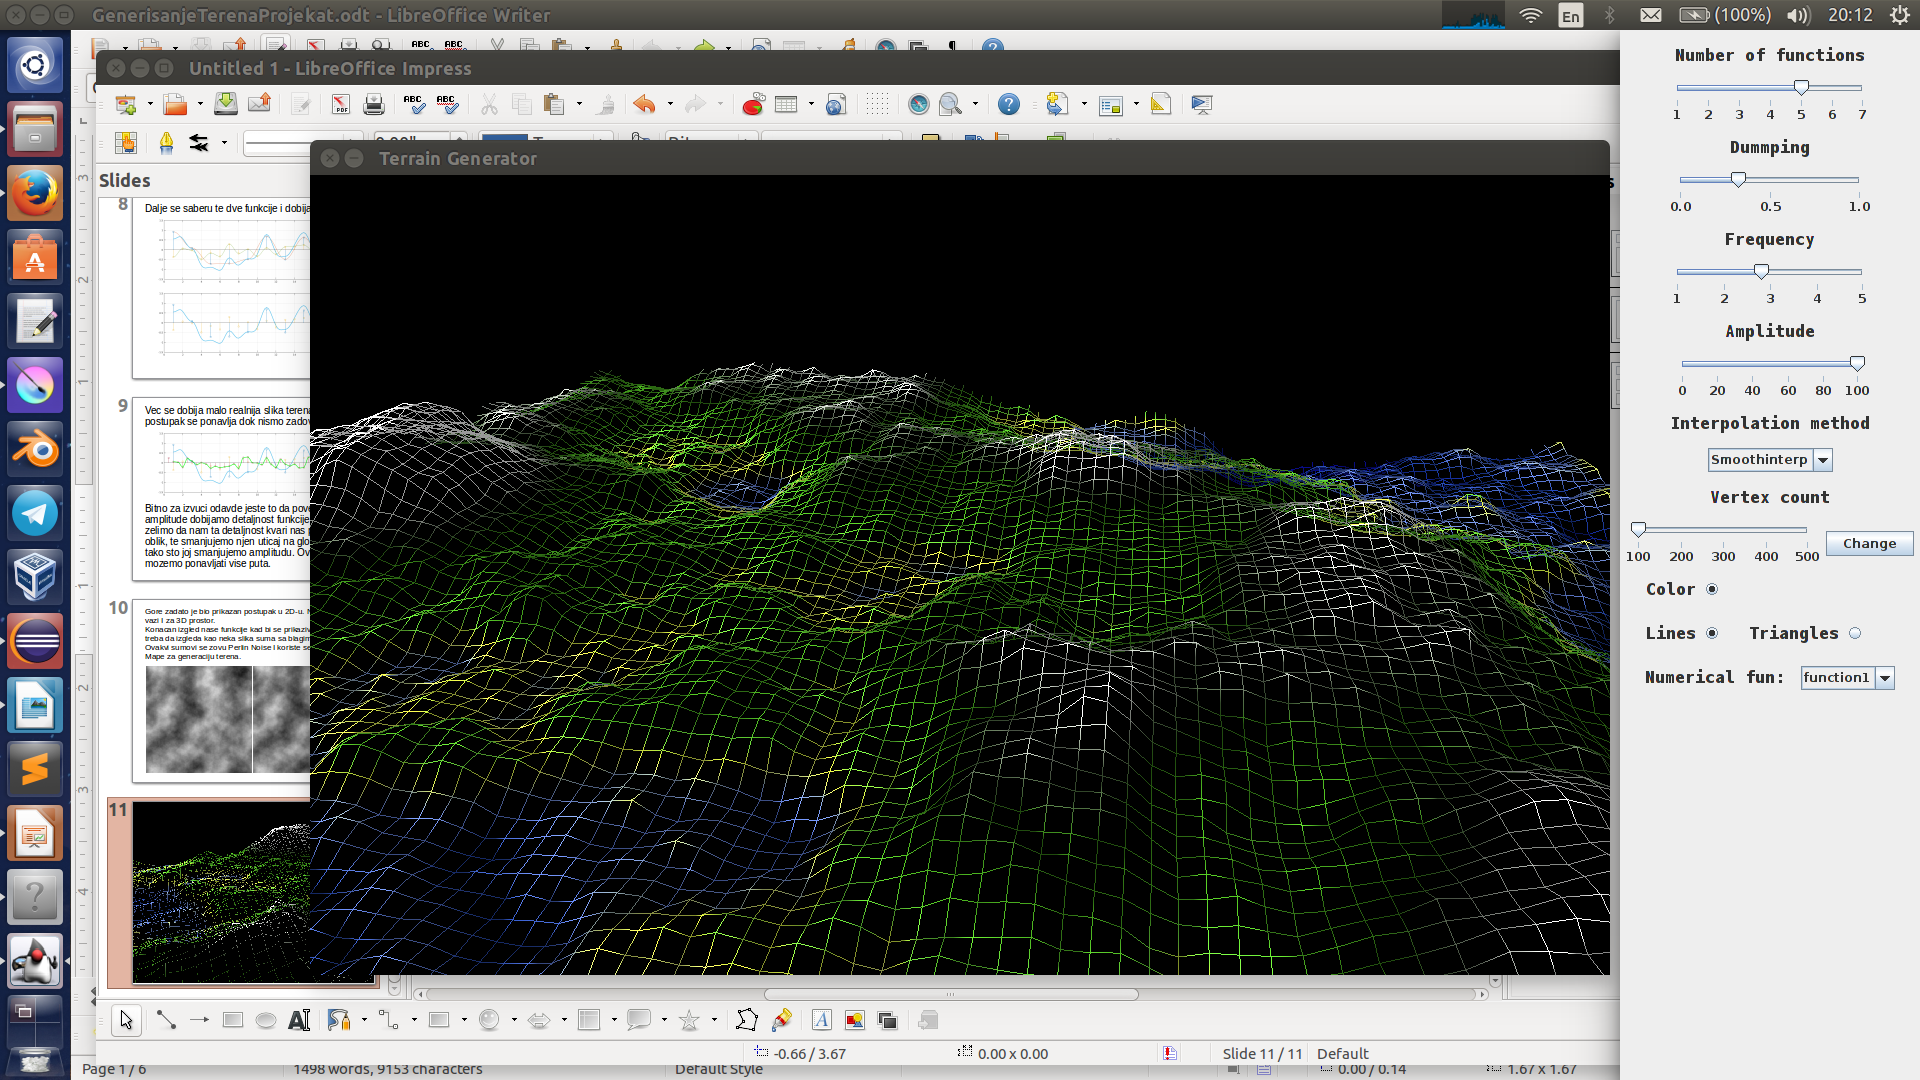 GenerisanjeTerenaProjekat.odt - LibreOffice Writer
En
(100%)
20:12
Untitled 1 - LibreOffice Impress
Terrain Generator
Slides
8
Dalje se saberu te dve funkcije i dobija
9
Vec se dobija malo realnija slika terena
postupak se ponavlja dok nismo zadov
Bitno za izvuci odavde jeste to da pove
amplitude dobijamo detaljnost funkcije,
zelimo da nam ta detaljnost kvari nas
oblik, te smanjujemo njen uticaj na glo
tako sto joj smanjujemo amplitudu. Ov
mozemo ponavljati vise puta.
10
Gore zadato je bio prikazan postupak u 2D-u.
vazi I za 3D prostor.
Konacan izgled nase funkcije kad bi se prikaziv
treba da izgleda kao neka slika suma sa blagim
Ovakvi sumovi se zovu Perlin Noise I koriste se
Mape za generaciju terena.
11
Number of functions
1 2 3 4 5 6 7
Dummping
0.0 0.5 1.0
Frequency
1 2 3 4 5
Amplitude
0 20 40 60 80 100
Interpolation method
Smoothinterp
Vertex count
100 200 300 400 500
Change
Color
Lines Triangles
Numerical fun: function1
-0.66 / 3.67
0.00 x 0.00
Slide 11 / 11
Default
Page 1 / 6
1498 words, 9153 characters
Default Style
0.00 / 0.14
1.67 x 1.67